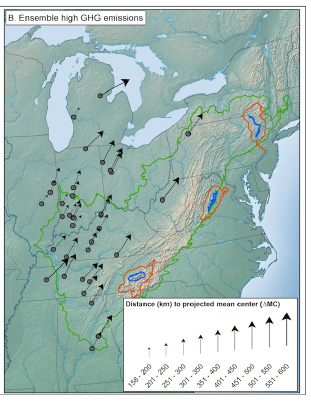 B. Ensemble high GHG emissions
Distance (km) to projected mean center (ΔMC)
158 - 200
201 - 250
251 - 300
301 - 350
351 - 400
401 - 450
451 - 600
501 - 550
551 - 600